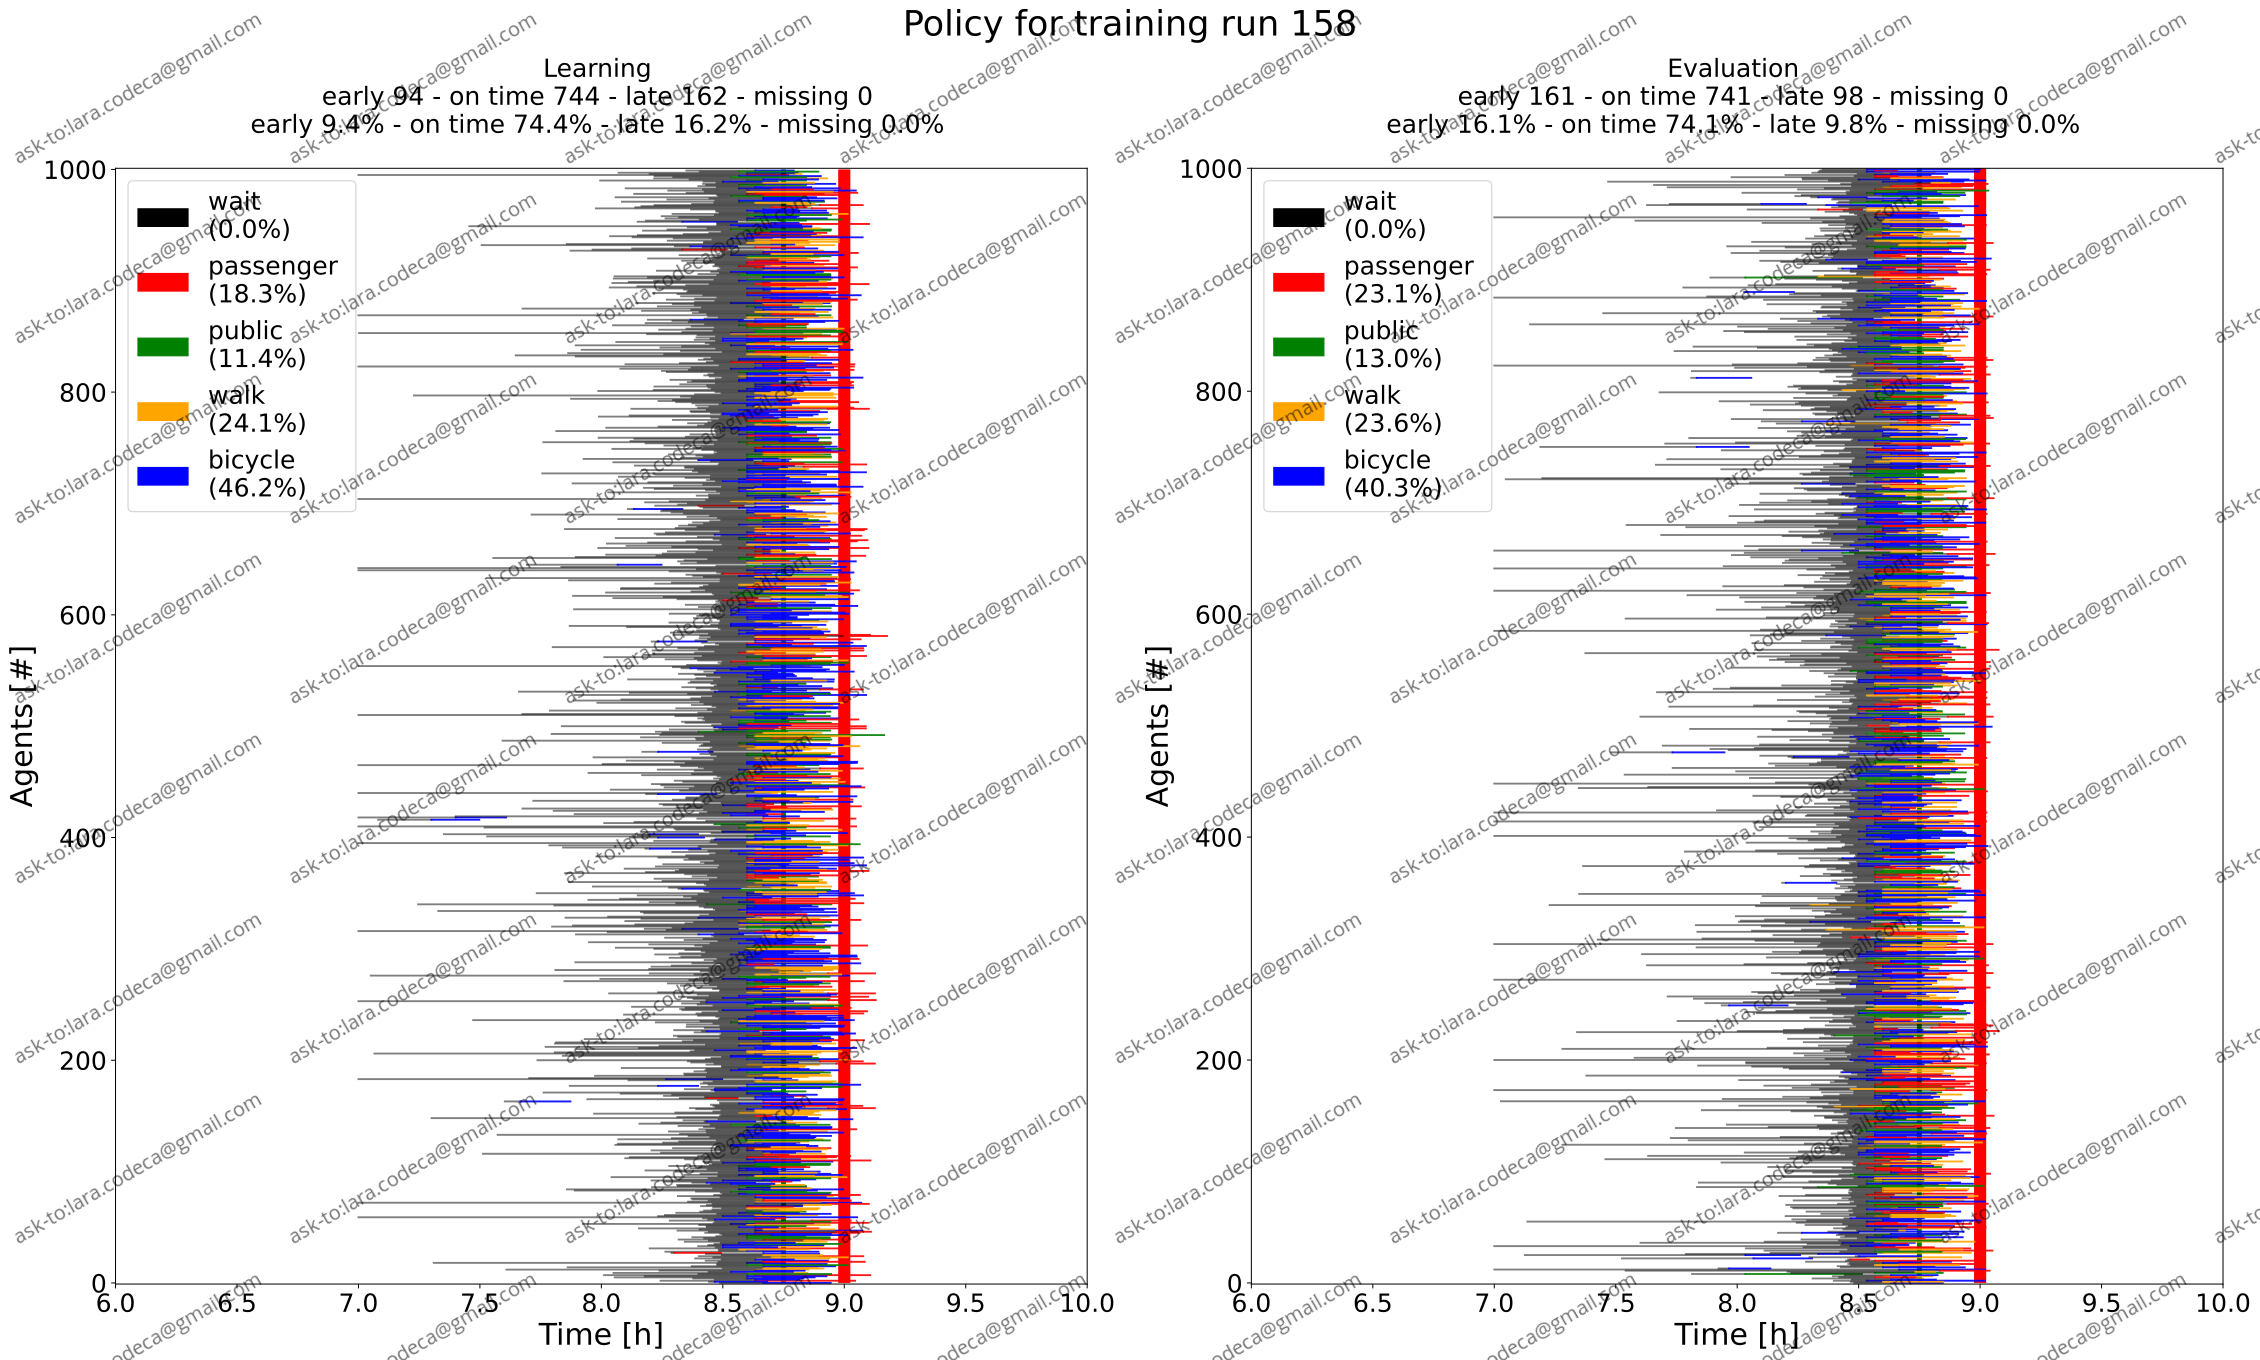 Policy for training run 158
Learning
early 94 - on time 744 - late 162 - missing 0
early 9.4% - on time 74.4% - late 16.2% - missing 0.0%
1000
800
600
400
200
0
Agents [#]
wait
(0.0%)
passenger
(18.3%)
public
(11.4%)
walk
(24.1%)
bicycle
(46.2%)
6.0 6.5 7.0 7.5 8.0 8.5 9.0 9.5 10.0
Time [h]
Evaluation
early 161 - on time 741 - late 98 - missing 0
early 16.1% - on time 74.1% - late 9.8% - missing 0.0%
1000
800
600
400
200
0
Agents [#]
wait
(0.0%)
passenger
(23.1%)
public
(13.0%)
walk
(23.6%)
bicycle
(40.3%)
6.0 6.5 7.0 7.5 8.0 8.5 9.0 9.5 10.0
Time [h]
ask-to:lara.codeca@gmail.com